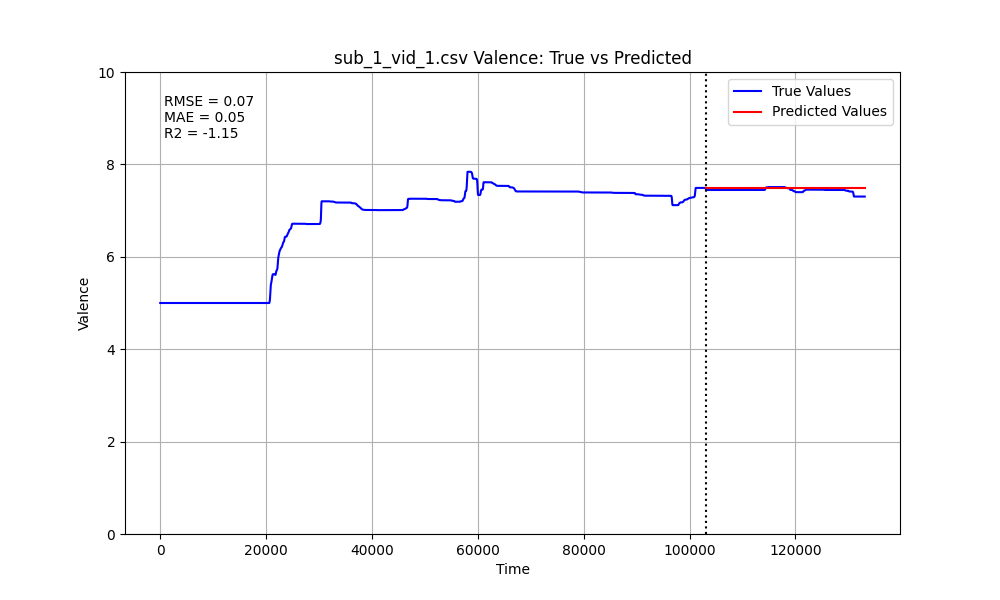 sub_1_vid_1.csv Valence: True vs Predicted
RMSE = 0.07
MAE = 0.05
R2 = -1.15
True Values
Predicted Values
10
8
6
4
2
0
Valence
0 20000 40000 60000 80000 100000 120000
Time